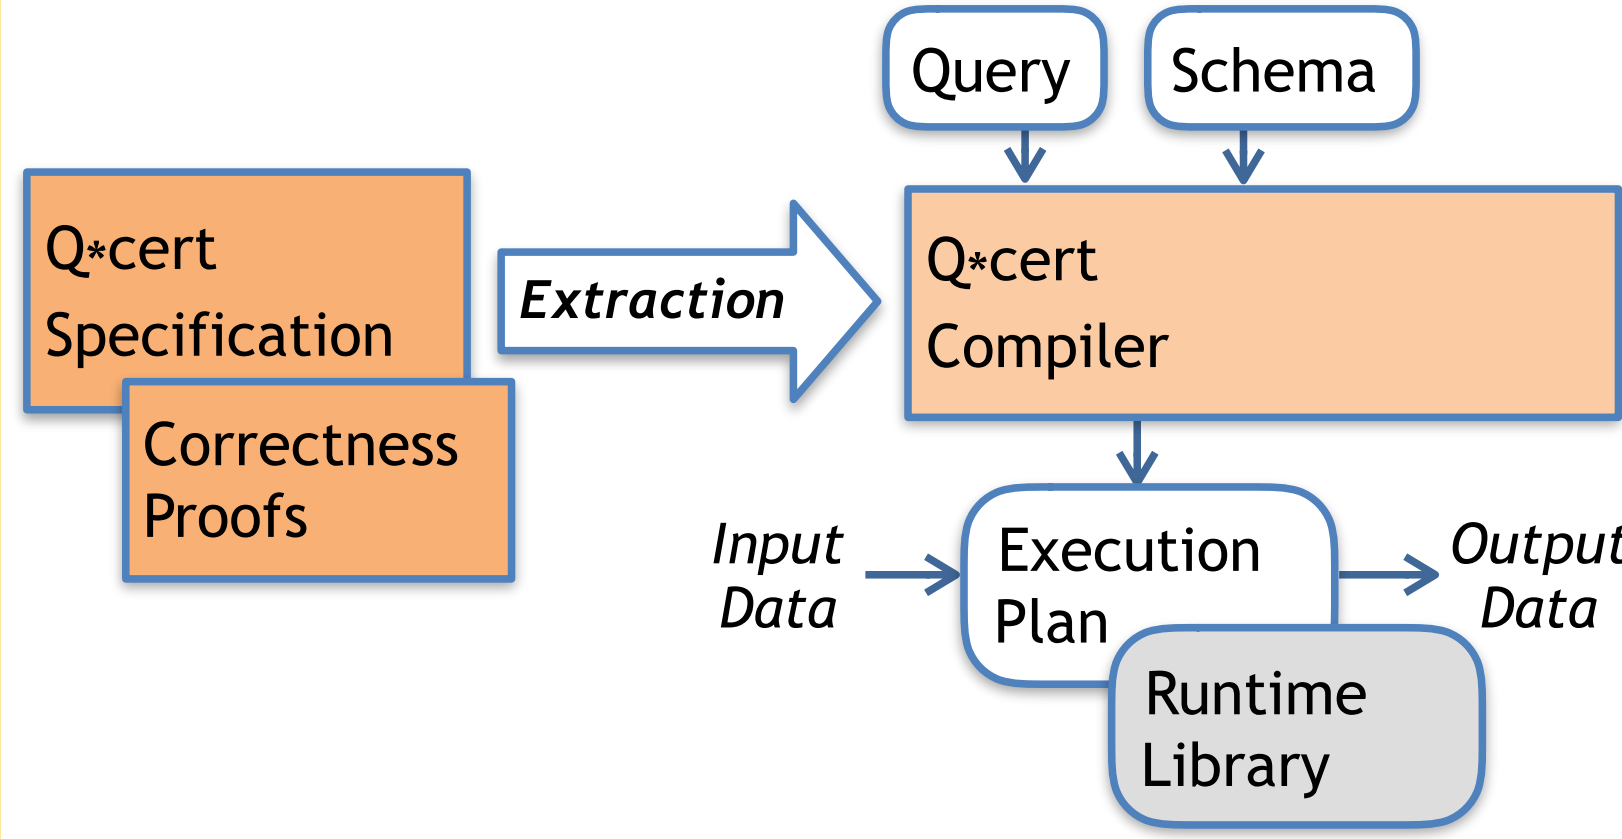 Query
Schema
Q*cert
Specification
Correctness
Proofs
Extraction
Q*cert
Compiler
Input
Data
Execution
Plan
Output
Data
Runtime
Library